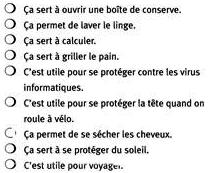 Ça sert à ouvrir une boîte de conserve.
Ça permet de laver le linge.
Ça sert à calculer.
Ça sert à griller le pain.
C'est utile pour se protéger contre les virus
informatiques.
C'est utile pour se protéger la tête quand on
roule à vélo.
Ça permet de se sécher les cheveux.
Ça sert à se protéger du soleil.
C'est utile pour voyager.